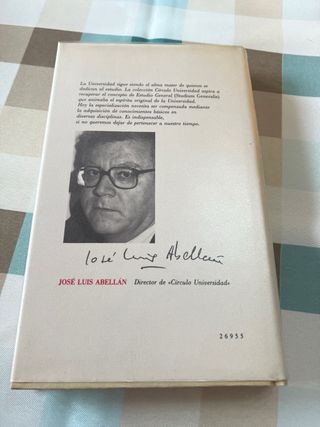 La Universidad sigue siendo el alma mater de quienes se
dedican al estudio. La colección Círculo Universidad aspira a
recuperar el concepto de Estudio General (Studium Generale)
que animaba el espíritu original de la Universidad.
Hoy la especialización necesita ser compensada mediante
la adquisición de conocimientos básicos en
diversas disciplinas. Es indispensable,
si no queremos dejar de pertenecer a nuestro tiempo.
José Luis Abellán
JOSÉ LUIS ABELLÁN Director de «Círculo Universidad»
26955